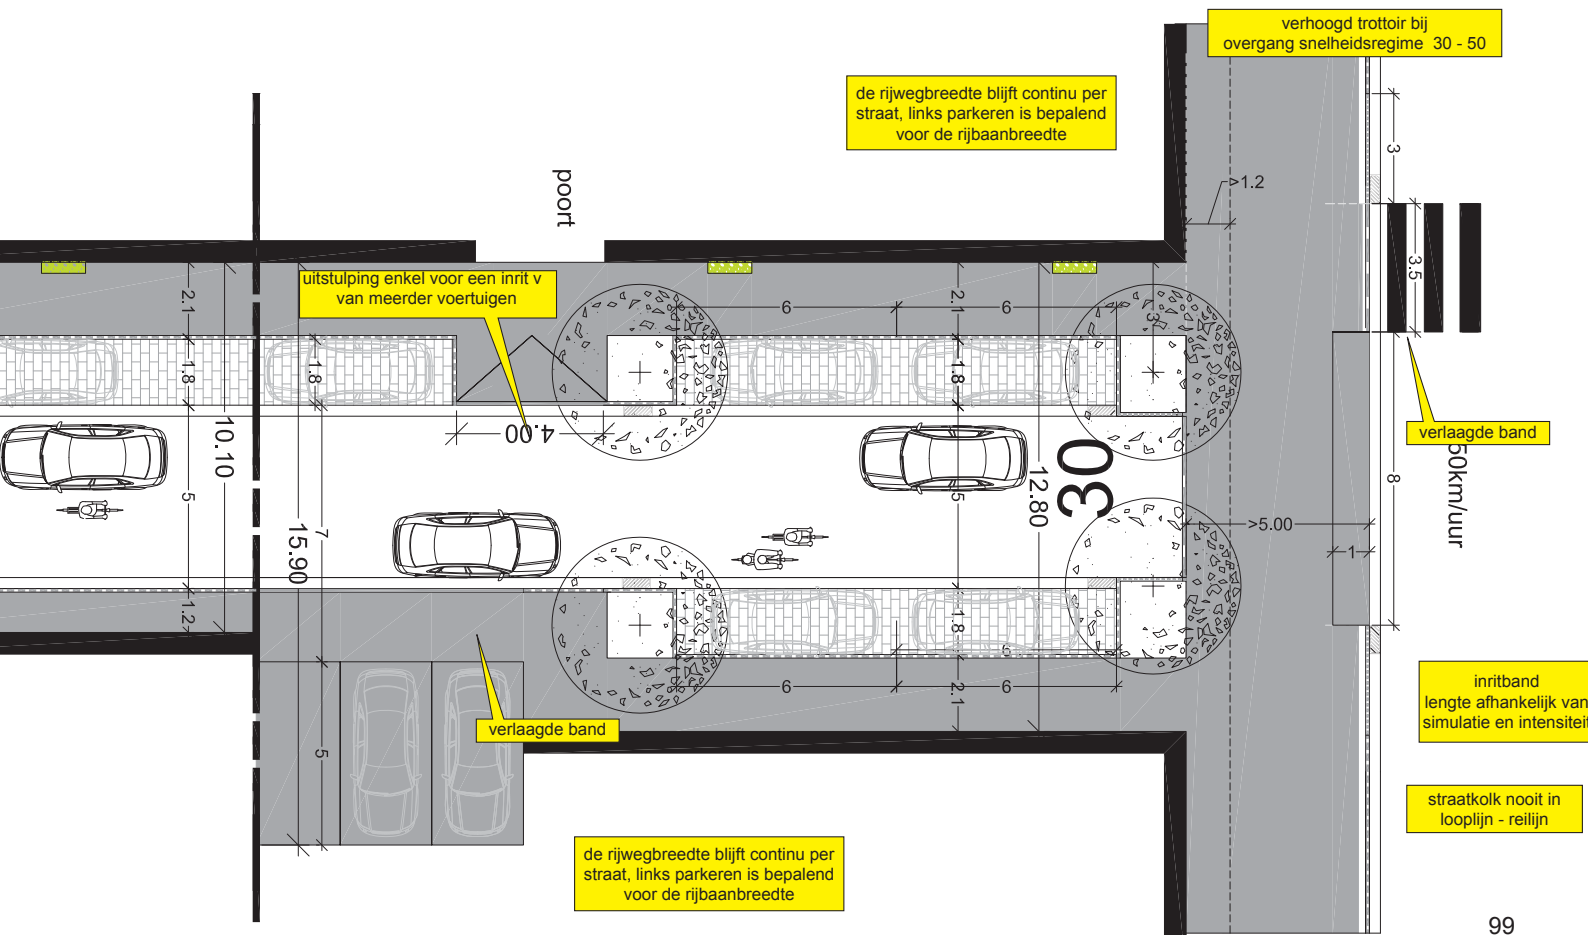 verhoogd trottoir bij
overgang snelheidsregime 30 - 50
de rijwegbreedte blijft continu per
straat, links parkeren is bepalend
voor de rijbaanbreedte
>1.2
3
3.5
poort
uitstulping enkel voor een inrit v
van meerder voertuigen
2.1
1.8
10.10
5
1.2>
1.8
7
15.90
5
4.00
6
6
2.1
1.8
5
12.80
30
3
1.8
2.1
6
6
>5.00
1
8
50km/uur
verlaagde band
verlaagde band
inritband
lengte afhankelijk van
simulatie en intensiteit
straatkolk nooit in
looplijn - reilijn
de rijwegbreedte blijft continu per
straat, links parkeren is bepalend
voor de rijbaanbreedte
99